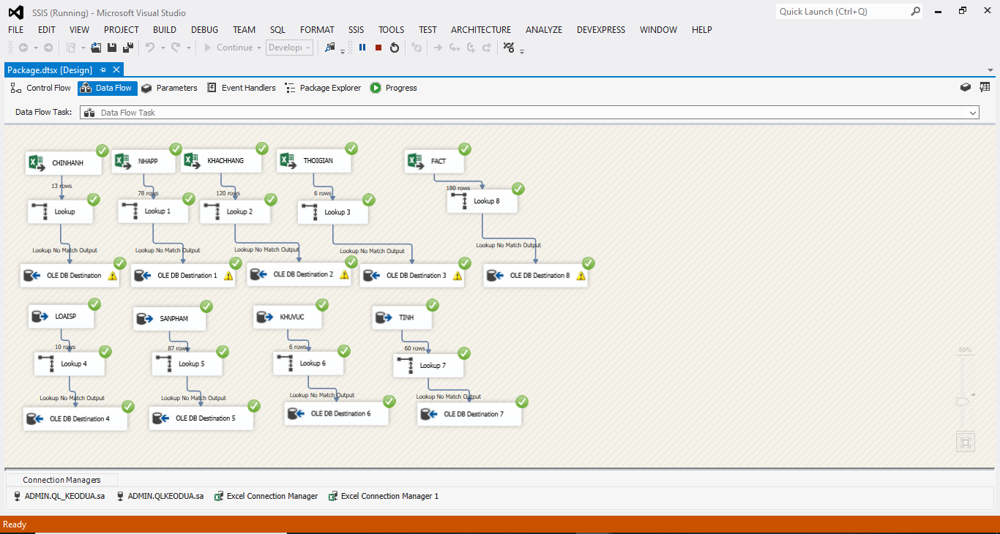 SSIS (Running) - Microsoft Visual Studio
Quick Launch (Ctrl+Q)
FILE EDIT VIEW PROJECT BUILD DEBUG TEAM SQL FORMAT SSIS TOOLS TEST ARCHITECTURE ANALYZE DEVEXPRESS WINDOW HELP
Continue Develop
Package.dtsx [Design]
Control Flow Data Flow Parameters Event Handlers Package Explorer Progress
Data Flow Task: Data Flow Task
CHINHANH NHAPP KHACHHANG THOIGIAN FACT
13 rows 78 rows 120 rows 6 rows 180 rows
Lookup Lookup 1 Lookup 2 Lookup 3 Lookup 8
Lookup No Match Output Lookup No Match Output Lookup No Match Output Lookup No Match Output Lookup No Match Output
OLE DB Destination OLE DB Destination 1 OLE DB Destination 2 OLE DB Destination 3 OLE DB Destination 8
LOAISP SANPHAM KHUVUC TINH
10 rows 87 rows 6 rows 60 rows
80%
Lookup 4 Lookup 5 Lookup 6 Lookup 7
Lookup No Match Output Lookup No Match Output Lookup No Match Output Lookup No Match Output
OLE DB Destination 4 OLE DB Destination 5 OLE DB Destination 6 OLE DB Destination 7
Connection Managers
ADMIN.QL_KEODUA.sa ADMIN.QLKEODUA.sa Excel Connection Manager Excel Connection Manager 1
Ready